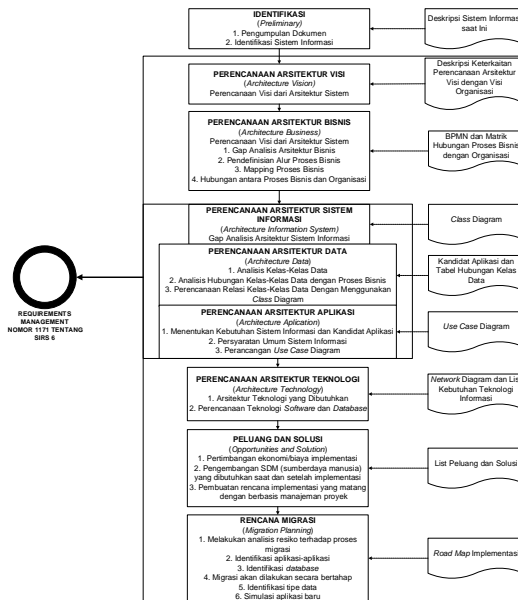 IDENTIFIKASI
(Preliminary)
1. Pengumpulan Dokumen
2. Identifikasi Sistem Informasi
Deskripsi Sistem Informasi
saat Ini
PERENCANAAN ARSITEKTUR VISI
(Architecture Vision)
Perencanaan Visi dari Arsitektur Sistem
Deskripsi Keterkaitan
Perencanaan Arsitektur
Visi dengan Visi
Organisasi
PERENCANAAN ARSITEKTUR BISNIS
(Architecture Business)
Perencanaan Visi dari Arsitektur Sistem
1. Gap Analisis Arsitektur Bisnis
2. Pendefinisian Alur Proses Bisnis
3. Mapping Proses Bisnis
4. Hubungan antara Proses Bisnis dan Organisasi
BPMN dan Matrik
Hubungan Proses Bisnis
dengan Organisasi
PERENCANAAN ARSITEKTUR SISTEM
INFORMASI
(Architecture Information System)
Gap Analisis Arsitektur Sistem Informasi
Class Diagram
PERENCANAAN ARSITEKTUR DATA
(Architecture Data)
1. Analisis Kelas-Kelas Data
2. Analisis Hubungan Kelas-Kelas Data dengan Proses Bisnis
3. Perencanaan Relasi Kelas-Kelas Data Dengan Menggunakan
Class Diagram
Kandidat Aplikasi dan
Tabel Hubungan Kelas
Data
PERENCANAAN ARSITEKTUR APLIKASI
(Architecture Aplication)
1. Menentukan Kebutuhan Sistem Informasi dan Kandidat Aplikasi
2. Persyaratan Umum Sistem Informasi
3. Perancangan Use Case Diagram
Use Case Diagram
REQUIREMENTS
MANAGEMENT
NOMOR 1171 TENTANG
SIRS 6
PERENCANAAN ARSITEKTUR TEKNOLOGI
(Architecture Technology)
1. Arsitektur Teknologi yang Dibutuhkan
2. Perencanaan Teknologi Software dan Database
Network Diagram dan List
Kebutuhan Teknologi
Informasi
PELUANG DAN SOLUSI
(Opportunities and Solution)
1. Pertimbangan ekonomi/biaya implementasi
2. Pengembangan SDM (sumberdaya manusia)
yang dibutuhkan saat dan setelah implementasi
3. Pembuatan rencana implementasi yang matang
dengan berbasis manajeman proyek
List Peluang dan Solusi
RENCANA MIGRASI
(Migration Planning)
1. Melakukan analisis resiko terhadap proses
migrasi
2. Identifikasi aplikasi-aplikasi
3. Identifikasi database
4. Migrasi akan dilakukan secara bertahap
5. Identifikasi tipe data
6. Simulasi aplikasi baru
Road Map Implementasi